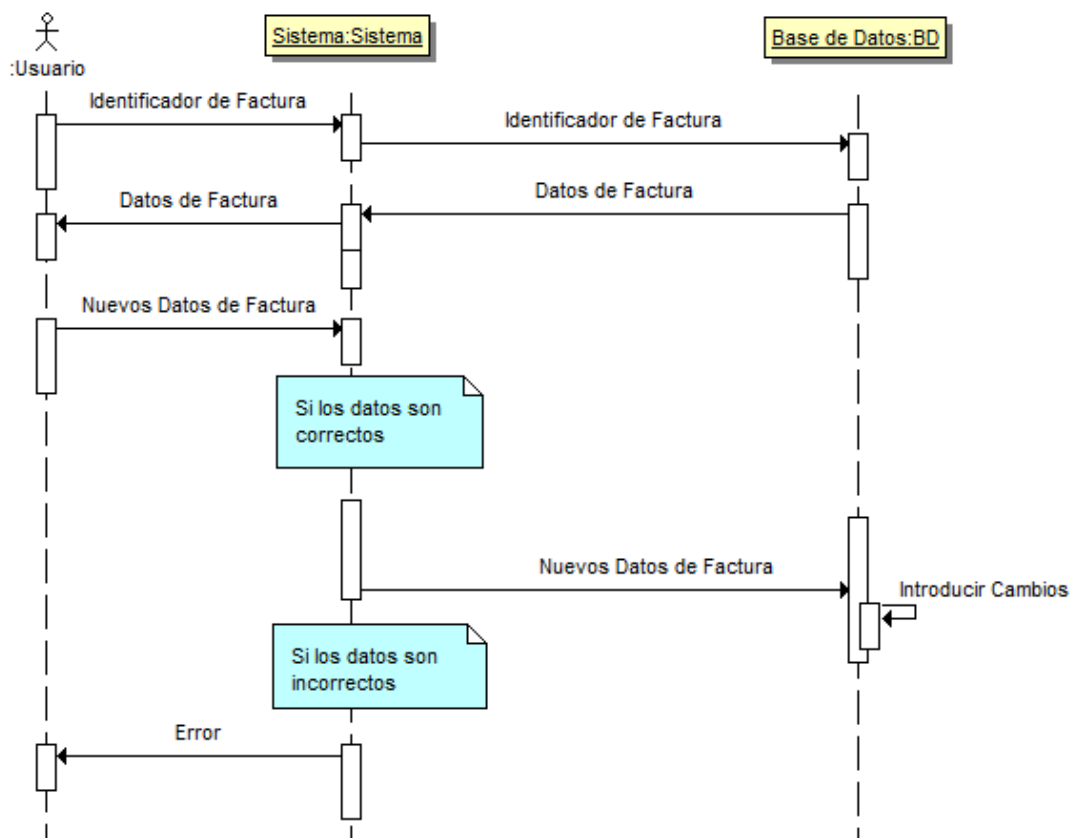 Sistema:Sistema
Base de Datos:BD
:Usuario
Identificador de Factura
Identificador de Factura
Datos de Factura
Datos de Factura
Nuevos Datos de Factura
Si los datos son
correctos
Nuevos Datos de Factura
Introducir Cambios
Si los datos son
incorrectos
Error